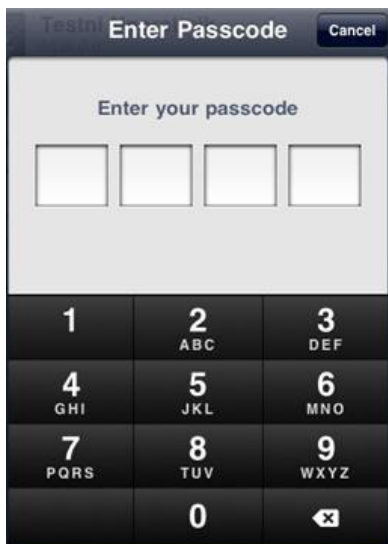 Enter Passcode Cancel
Enter your passcode
1 2 3
ABC DEF
4 5 6
GHI JKL MNO
7 8 9
PQRS TUV WXYZ
0